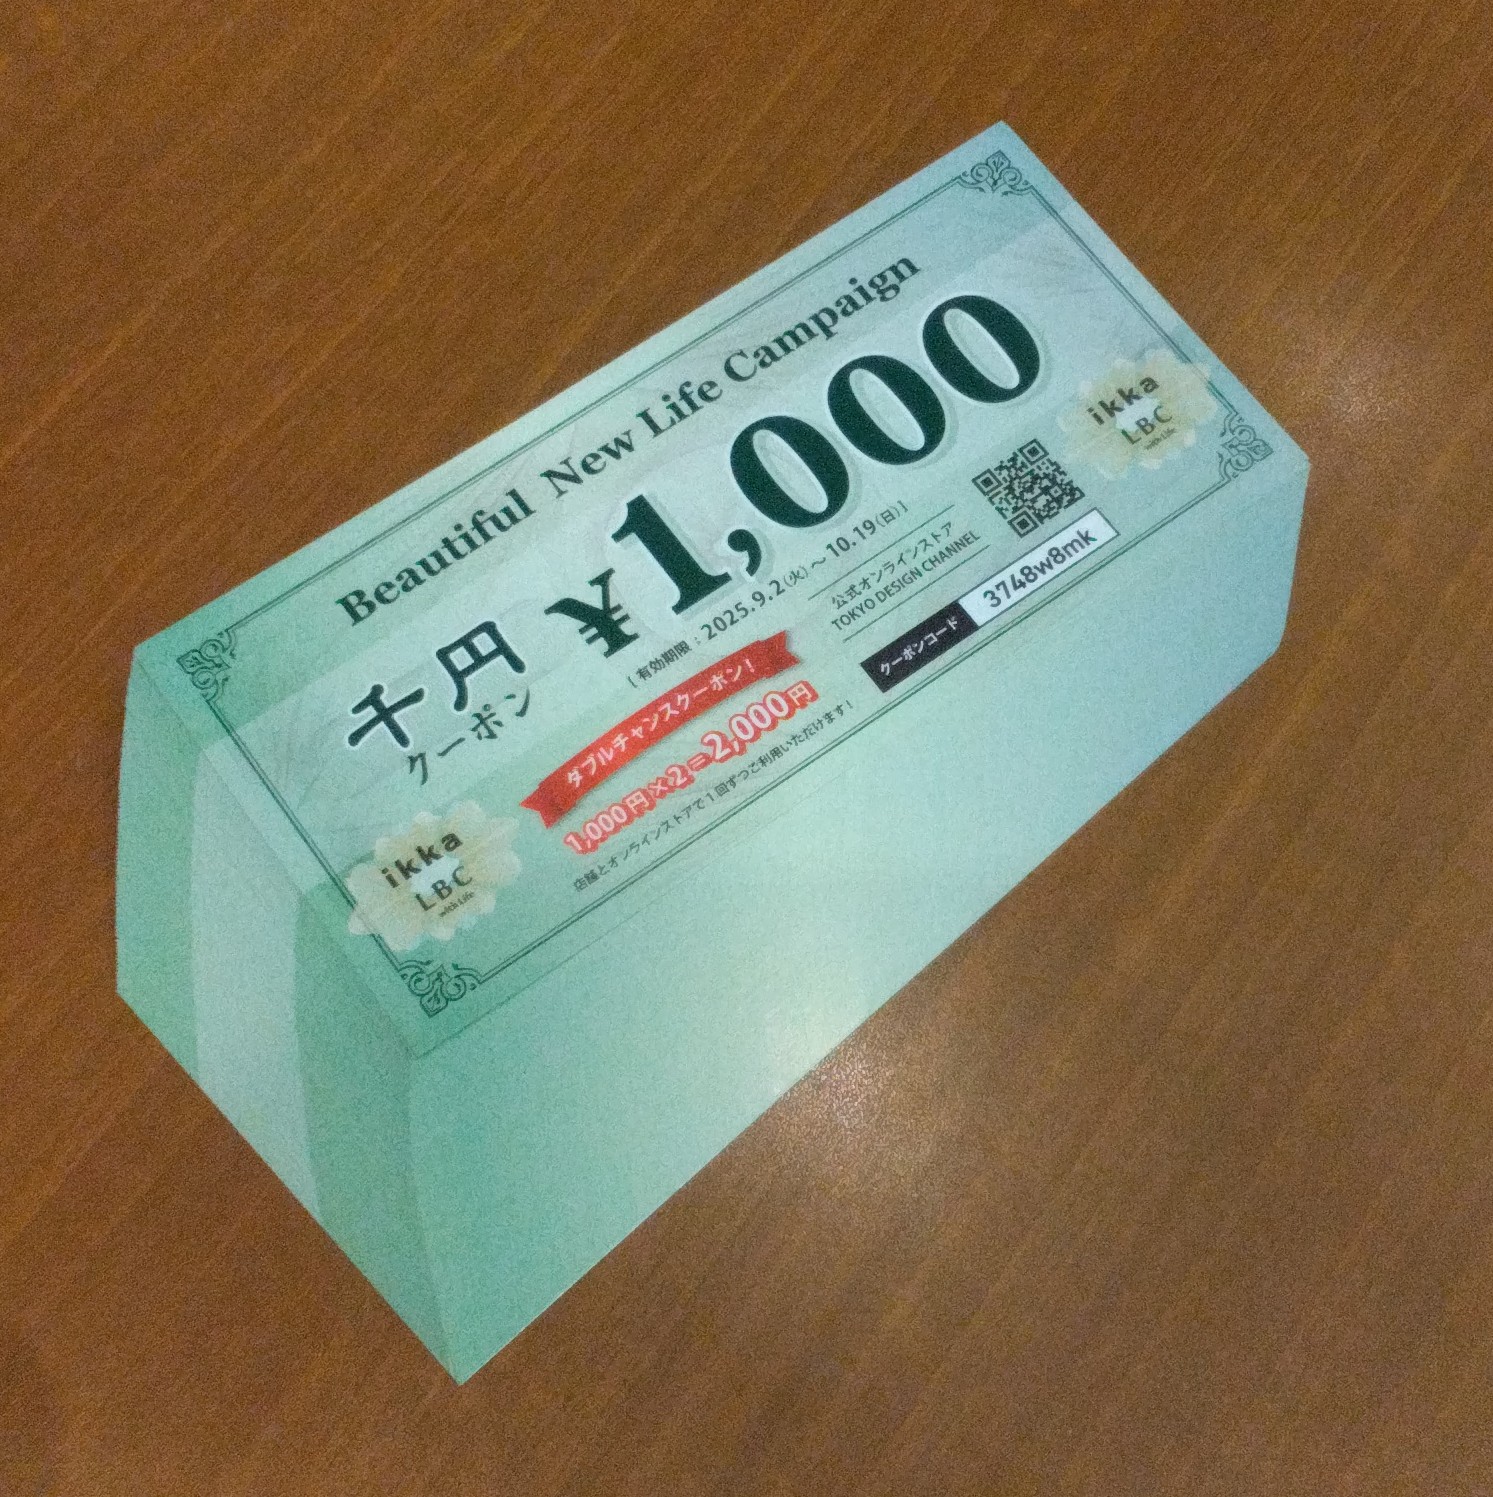 Beautiful New Life Campaign
千円
クーポン
¥1,000
[ 有効期限：2025.9.2(火)～10.19(日) ]
ダブルチャンスクーポン！
1,000円×2＝2,000円
店舗とオンラインストアで1回ずつご利用いただけます！
公式オンラインストア
TOKYO DESIGN CHANNEL
クーポンコード 3748w8mk
ikka
LBC
with Life
ikka
LBC
with Life